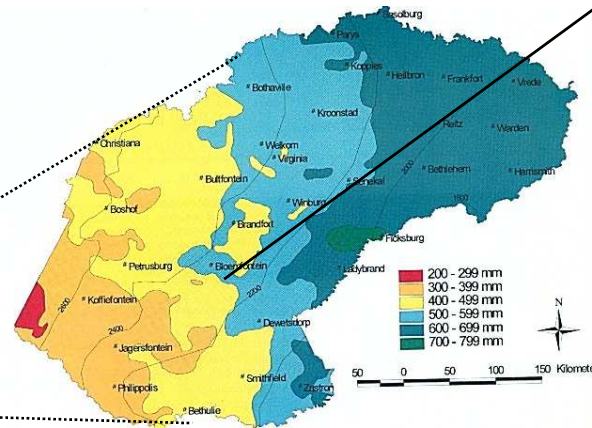 Sasolburg
Parys
Koppies
Heilbron
Frankfort
Vrede
Bothaville
Kroonstad
Reitz
Warden
Christiana
Welkom
Virginia
2000
Bultfontein
Senekal
Bethlehem
Harrismith
Winburg
1800
Boshof
Brandfort
Ficksburg
Petrusburg
Bloemfontein
Ladybrand
2600
Koffiefontein
2200
200 - 299 mm
300 - 399 mm
400 - 499 mm
500 - 599 mm
600 - 699 mm
700 - 799 mm
N
2400
Dewetsdorp
Jagersfontein
Philippolis
Smithfield
Zastron
Bethulie
50 0 50 100 150 Kilomete